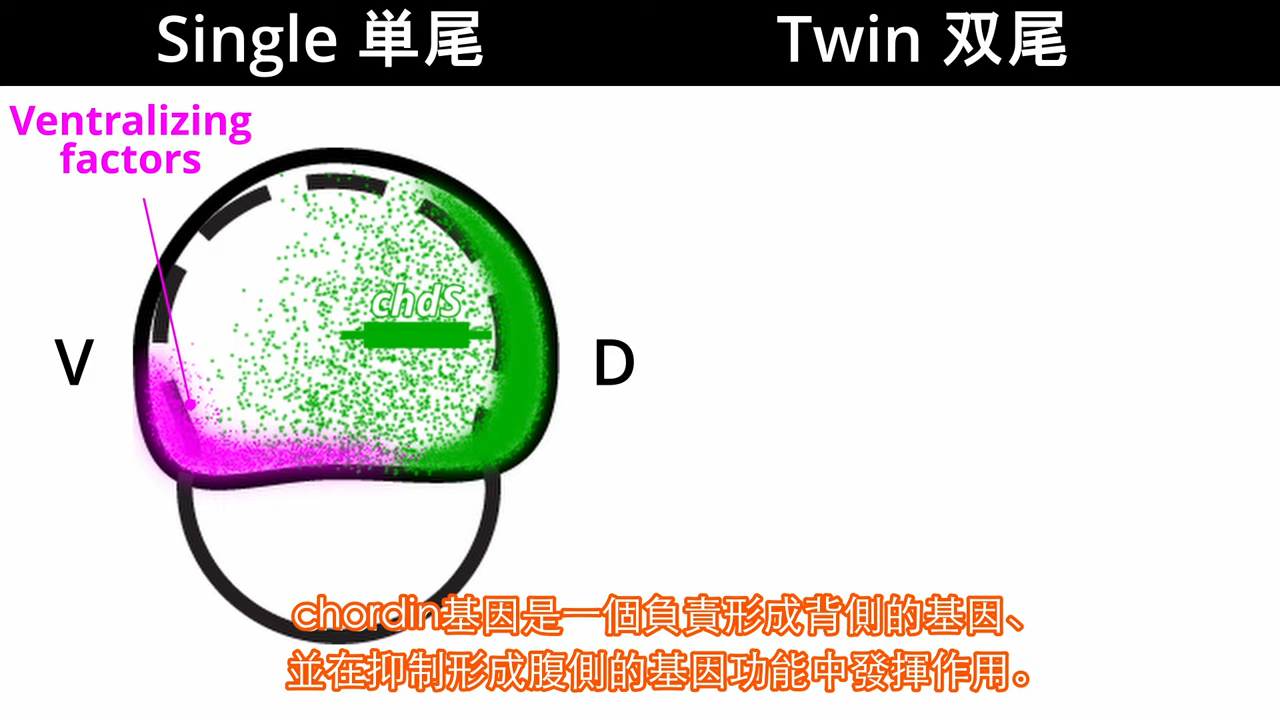 Single 単尾
Twin 双尾
Ventralizing
factors
chdS
V
D
chordin基因是一個負責形成背側的基因、
並在抑制形成腹側的基因功能中發揮作用。